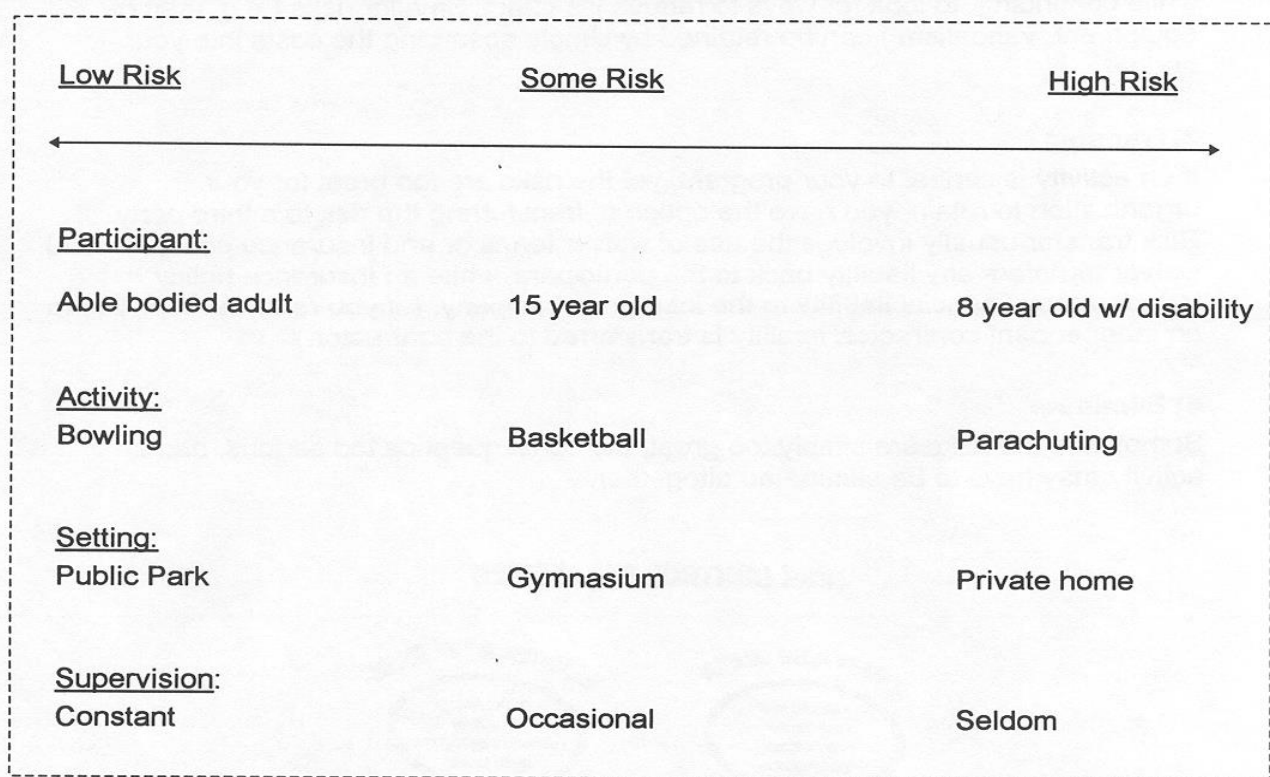 Low Risk Some Risk High Risk
Participant:
Able bodied adult 15 year old 8 year old w/ disability
Activity:
Bowling Basketball Parachuting
Setting:
Public Park Gymnasium Private home
Supervision:
Constant Occasional Seldom